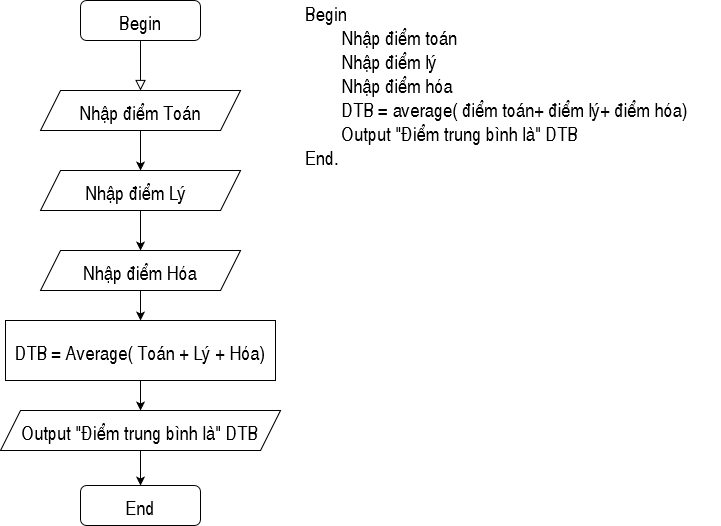 Begin
Nhập điểm Toán
Nhập điểm Lý
Nhập điểm Hóa
DTB = Average( Toán + Lý + Hóa)
Output "Điểm trung bình là" DTB
End
Begin
Nhập điểm toán
Nhập điểm lý
Nhập điểm hóa
DTB = average( điểm toán+ điểm lý+ điểm hóa)
Output "Điểm trung bình là" DTB
End.